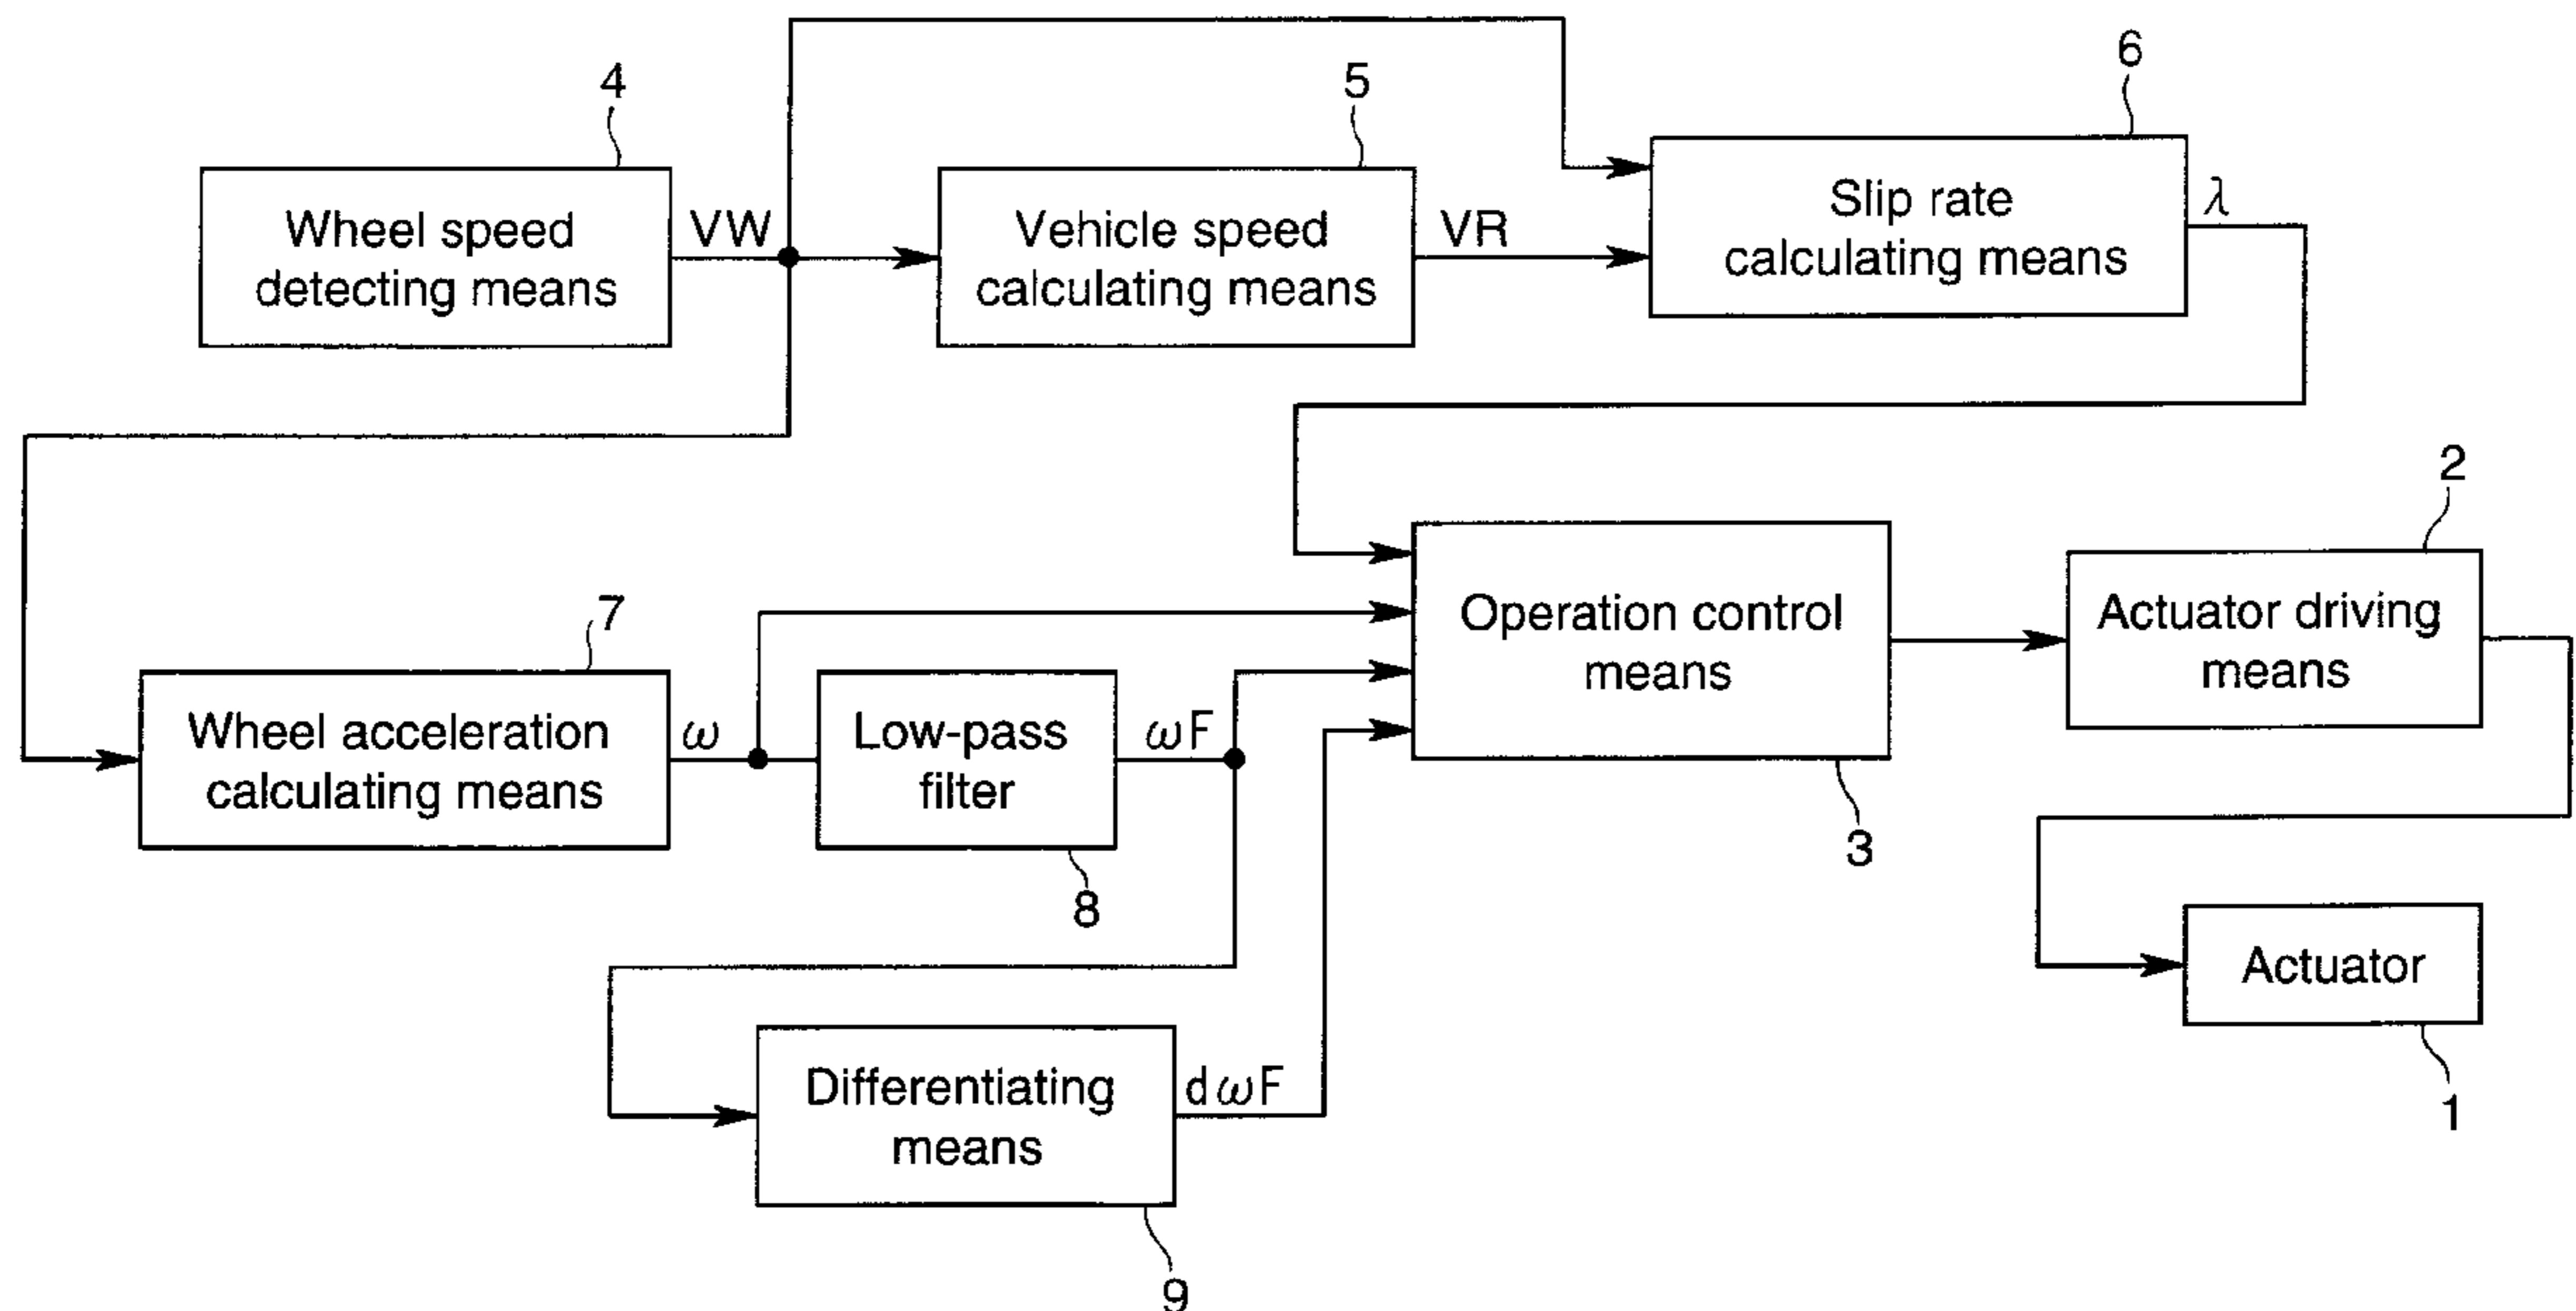 4
5
6
Wheel speed
detecting means
VW
Vehicle speed
calculating means
VR
Slip rate
calculating means
λ
7
Wheel acceleration
calculating means
ω
Low-pass
filter
8
ωF
Operation control
means
3
2
Actuator driving
means
Actuator
1
Differentiating
means
dωF
9